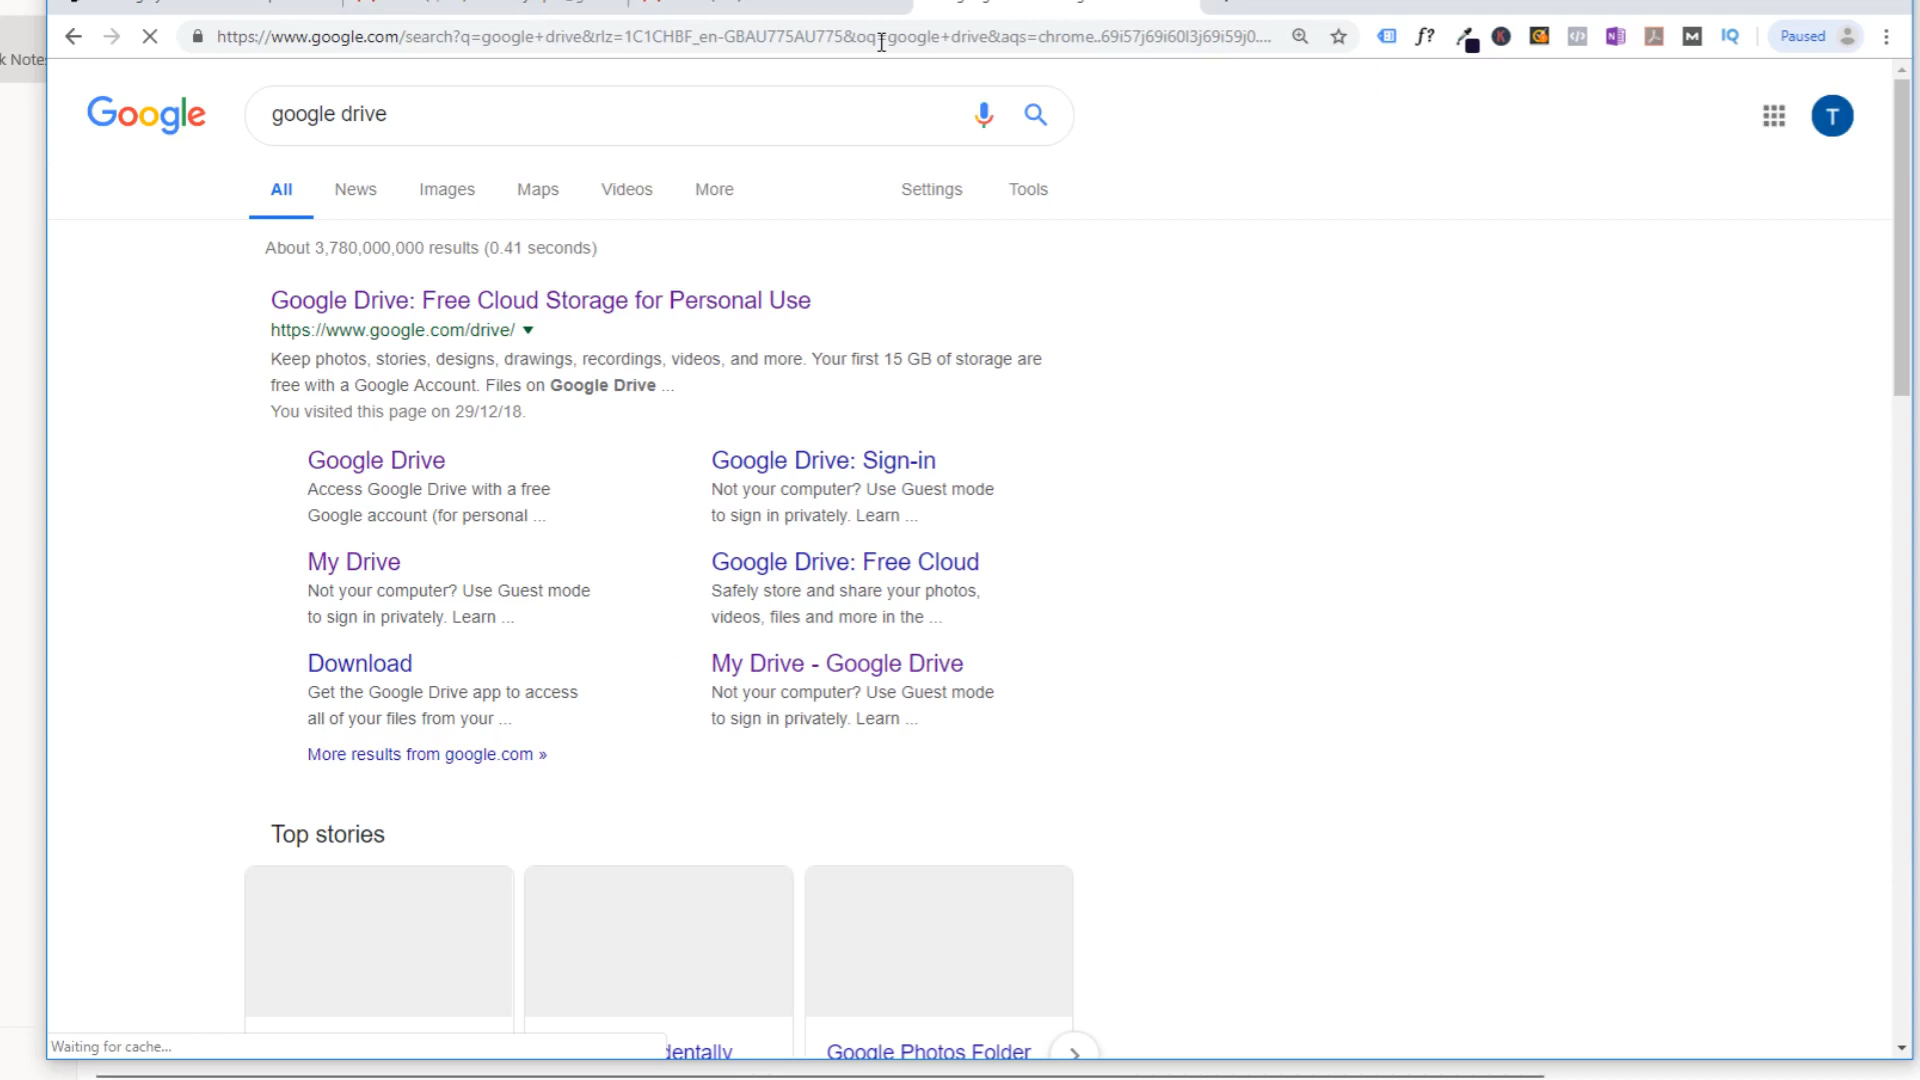 k Notes
https://www.google.com/search?q=google+drive&rlz=1C1CHBF_en-GBAU775AU775&oq=google+drive&aqs=chrome..69i57j69i60l3j69i59j0....
f?
K
M
IQ
Paused
Google
google drive
T
All
News
Images
Maps
Videos
More
Settings
Tools
About 3,780,000,000 results (0.41 seconds)
Google Drive: Free Cloud Storage for Personal Use
https://www.google.com/drive/
Keep photos, stories, designs, drawings, recordings, videos, and more. Your first 15 GB of storage are
free with a Google Account. Files on Google Drive ...
You visited this page on 29/12/18.
Google Drive
Access Google Drive with a free
Google account (for personal ...
Google Drive: Sign-in
Not your computer? Use Guest mode
to sign in privately. Learn ...
My Drive
Not your computer? Use Guest mode
to sign in privately. Learn ...
Google Drive: Free Cloud
Safely store and share your photos,
videos, files and more in the ...
Download
Get the Google Drive app to access
all of your files from your ...
My Drive - Google Drive
Not your computer? Use Guest mode
to sign in privately. Learn ...
More results from google.com »
Top stories
dentally
Google Photos Folder
Waiting for cache...